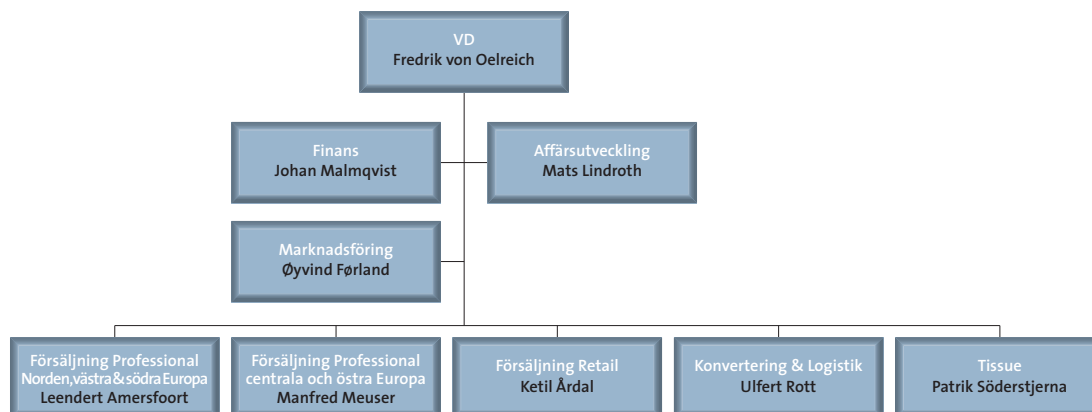 VD
Fredrik von Oelreich
Finans
Johan Malmqvist
Affärsutveckling
Mats Lindroth
Marknadsföring
Øyvind Førland
Försäljning Professional
Norden, västra & södra Europa
Leendert Amersfoort
Försäljning Professional
centrala och östra Europa
Manfred Meuser
Försäljning Retail
Ketil Årdal
Konvertering & Logistik
Ulfert Rott
Tissue
Patrik Söderstjerna